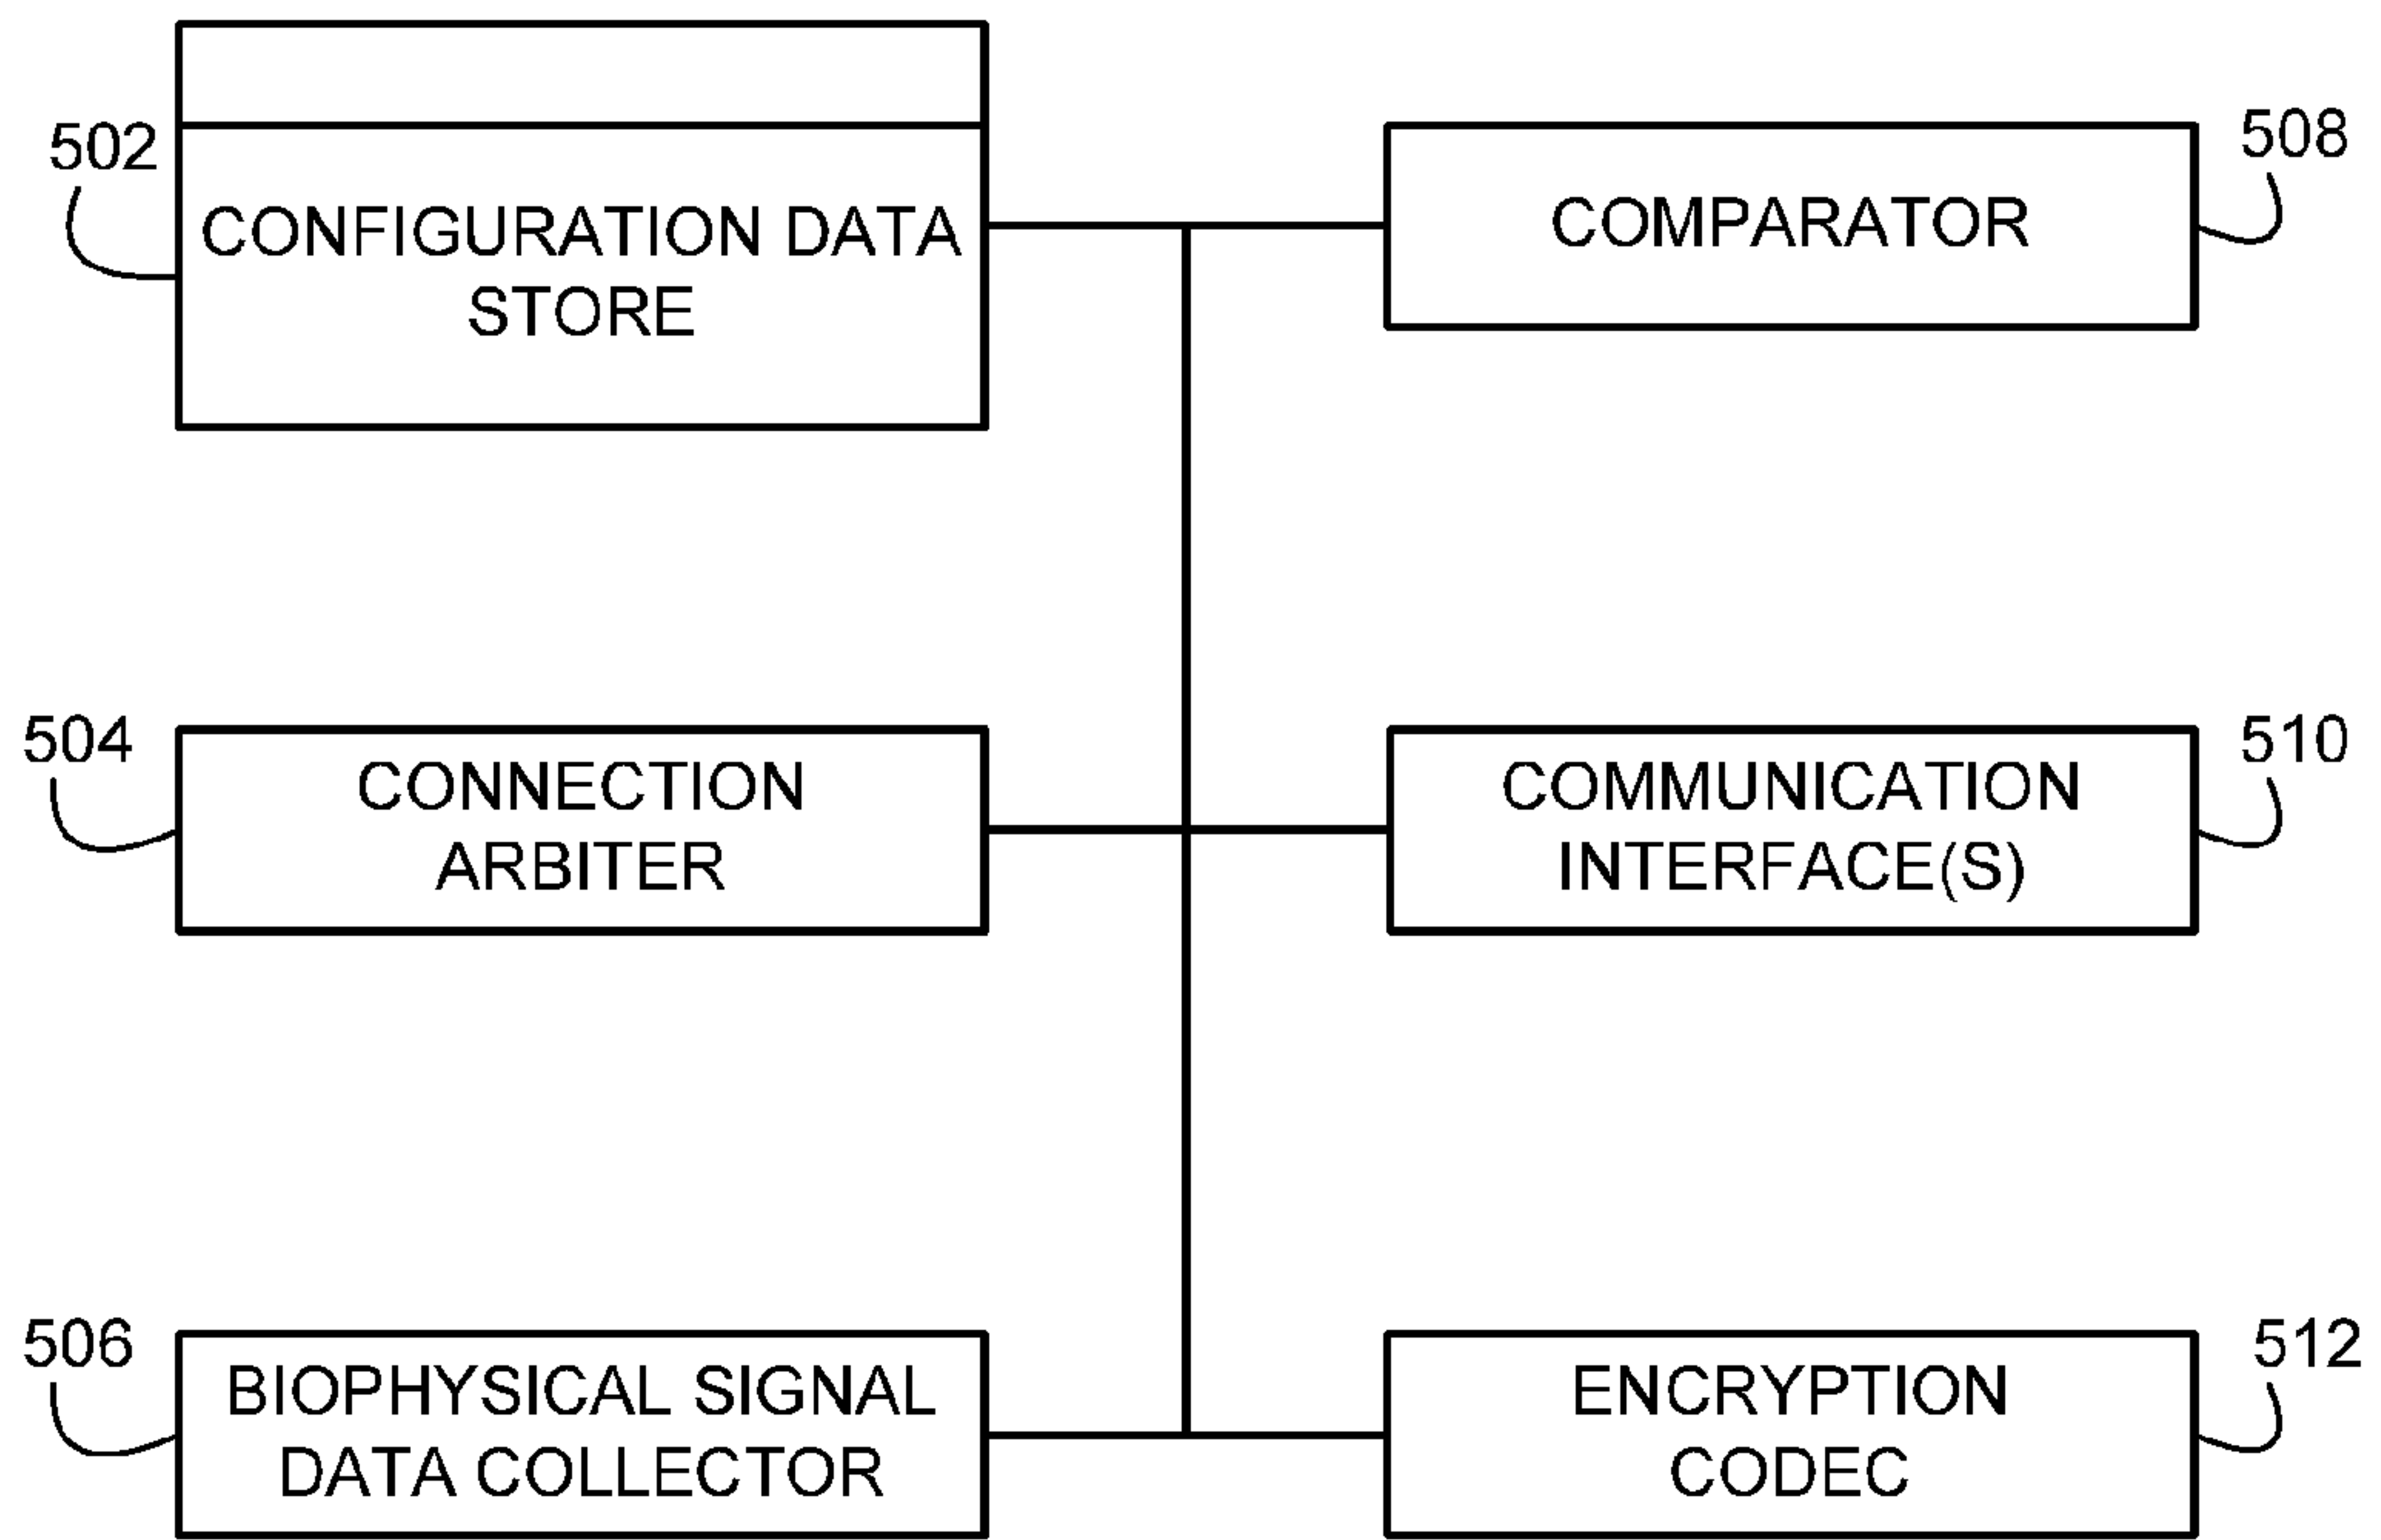 502
CONFIGURATION DATA
STORE
508
COMPARATOR
504
CONNECTION
ARBITER
510
COMMUNICATION
INTERFACE(S)
506
BIOPHYSICAL SIGNAL
DATA COLLECTOR
512
ENCRYPTION
CODEC